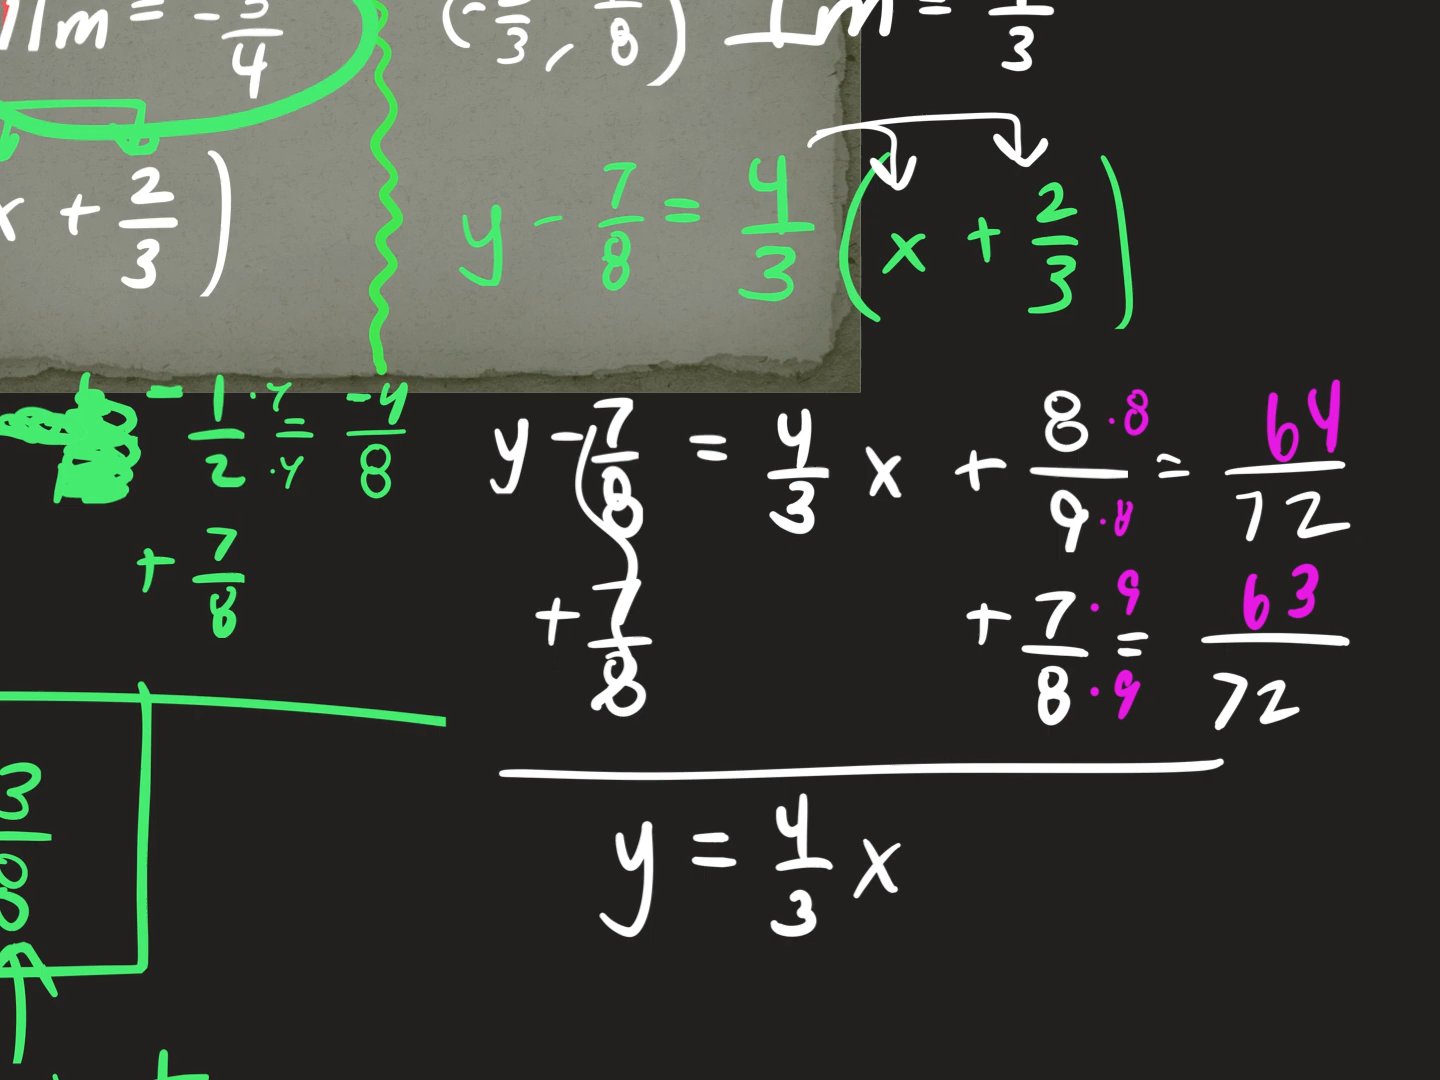 m = - 3/4
(-2/3, 7/8) ⊥m = 4/3
x + 2/3)
y - 7/8 = 4/3 (x + 2/3)
- 1/2 ·4/·4 = -4/8
+ 7/8
y - 7/8 = 4/3 x + 8/9 ·8/·8 = 64/72
+ 7/8 + 7/8 ·9/·9 = 63/72
y = 4/3 x
3/8